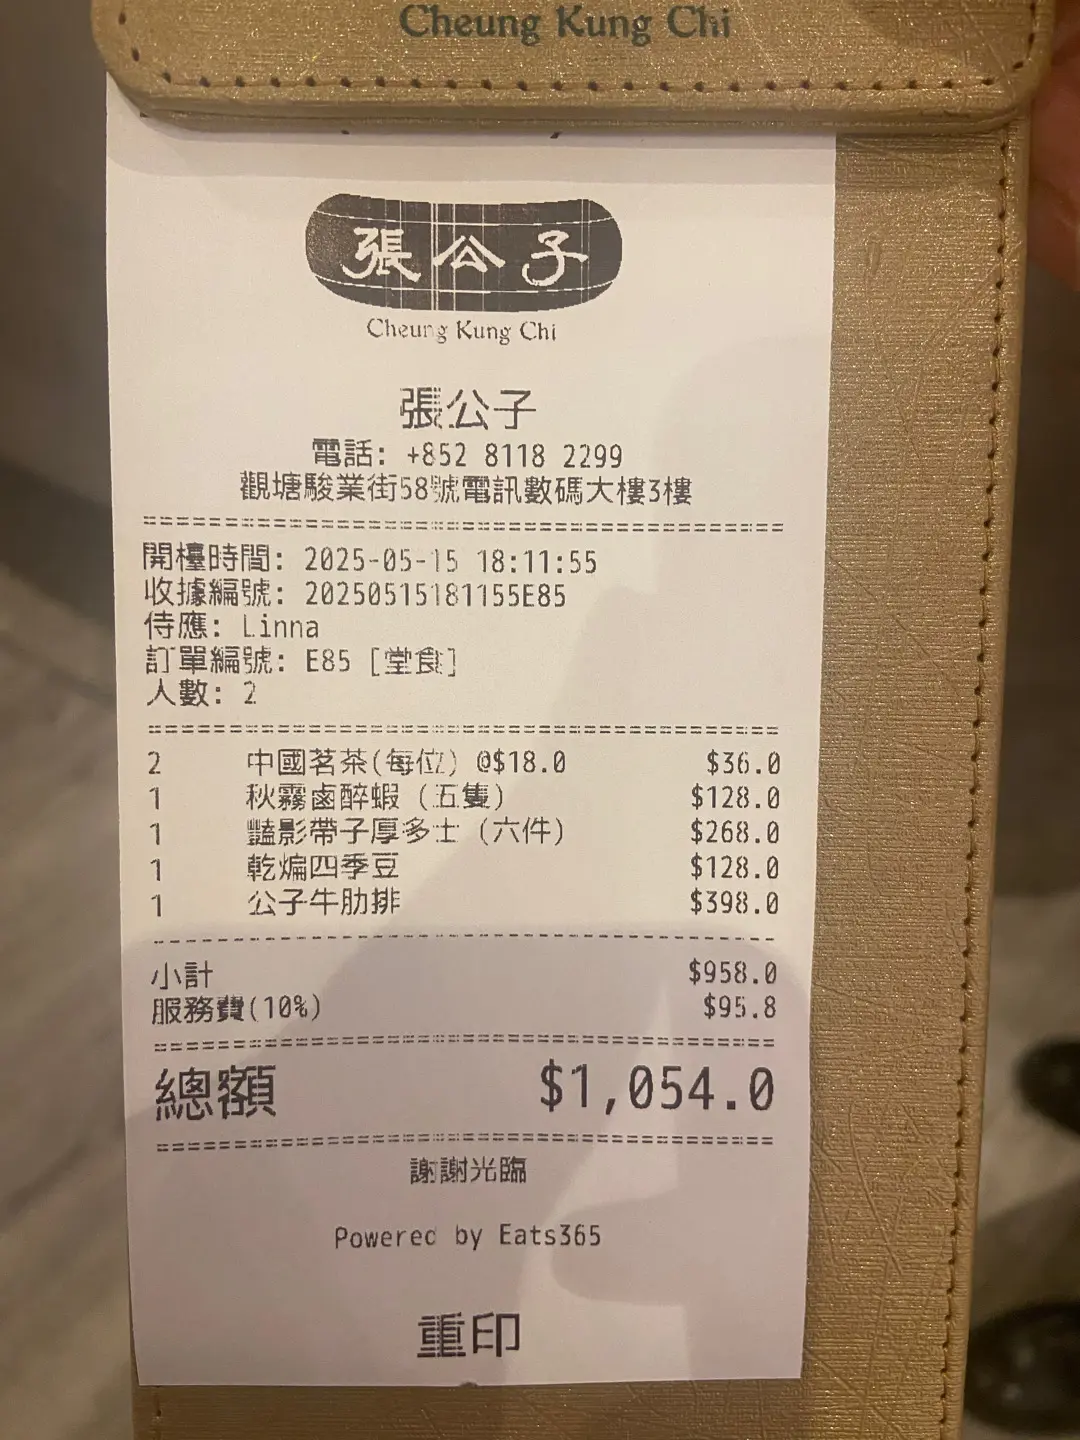 Cheung Kung Chi
張公子
Cheung Kung Chi
張公子
電話: +852 8118 2299
觀塘駿業街58號電訊數碼大樓3樓
開檯時間: 2025-05-15 18:11:55
收據編號: 20250515181155E85
侍應: Linna
訂單編號: E85 [堂食]
人數: 2
2 中國茗茶(每位) @$18.0 $36.0
1 秋霧鹵醉蝦 (五隻) $128.0
1 豔影帶子厚多士 (六件) $268.0
1 乾煸四季豆 $128.0
1 公子牛肋排 $398.0
小計 $958.0
服務費(10%) $95.8
總額 $1,054.0
謝謝光臨
Powered by Eats365
重印